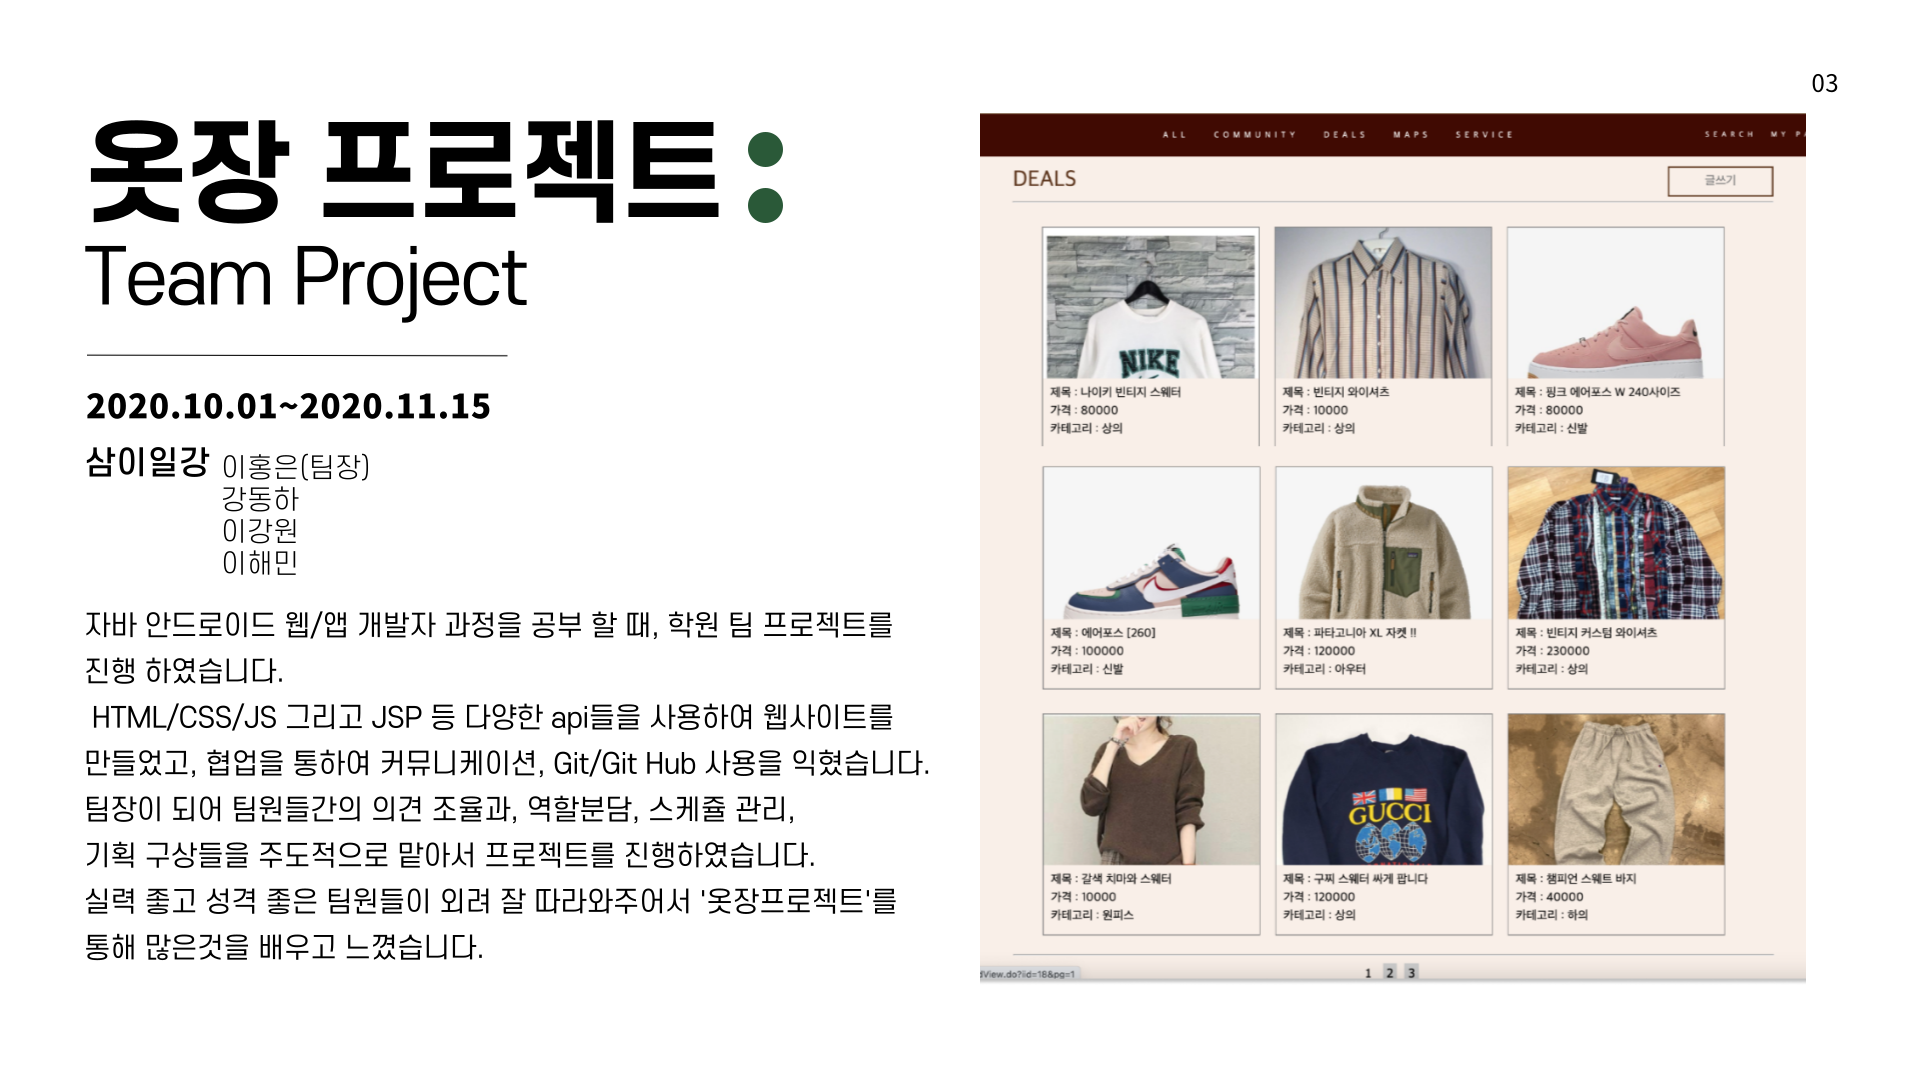 03
옷장 프로젝트:
Team Project
2020.10.01~2020.11.15
삼이일강 이홍은(팀장)
강동하
이강원
이해민
자바 안드로이드 웹/앱 개발자 과정을 공부 할 때, 학원 팀 프로젝트를
진행 하였습니다.
HTML/CSS/JS 그리고 JSP 등 다양한 api들을 사용하여 웹사이트를
만들었고, 협업을 통하여 커뮤니케이션, Git/Git Hub 사용을 익혔습니다.
팀장이 되어 팀원들간의 의견 조율과, 역할분담, 스케쥴 관리,
기획 구상들을 주도적으로 맡아서 프로젝트를 진행하였습니다.
실력 좋고 성격 좋은 팀원들이 외려 잘 따라와주어서 '옷장프로젝트'를
통해 많은것을 배우고 느꼈습니다.
ALL COMMUNITY DEALS MAPS SERVICE SEARCH MY PA
DEALS
글쓰기
NIKE
제목 : 나이키 빈티지 스웨터
가격 : 80000
카테고리 : 상의
제목 : 빈티지 와이셔츠
가격 : 10000
카테고리 : 상의
제목 : 핑크 에어포스 W 240사이즈
가격 : 80000
카테고리 : 신발
제목 : 에어포스 [260]
가격 : 100000
카테고리 : 신발
제목 : 파타고니아 XL 자켓 !!
가격 : 120000
카테고리 : 아우터
제목 : 빈티지 커스텀 와이셔츠
가격 : 230000
카테고리 : 상의
제목 : 갈색 치마와 스웨터
가격 : 10000
카테고리 : 원피스
GUCCI
제목 : 구찌 스웨터 싸게 팝니다
가격 : 120000
카테고리 : 상의
제목 : 챔피언 스웨트 바지
가격 : 40000
카테고리 : 하의
dView.do?id=18&pg=1
1 2 3